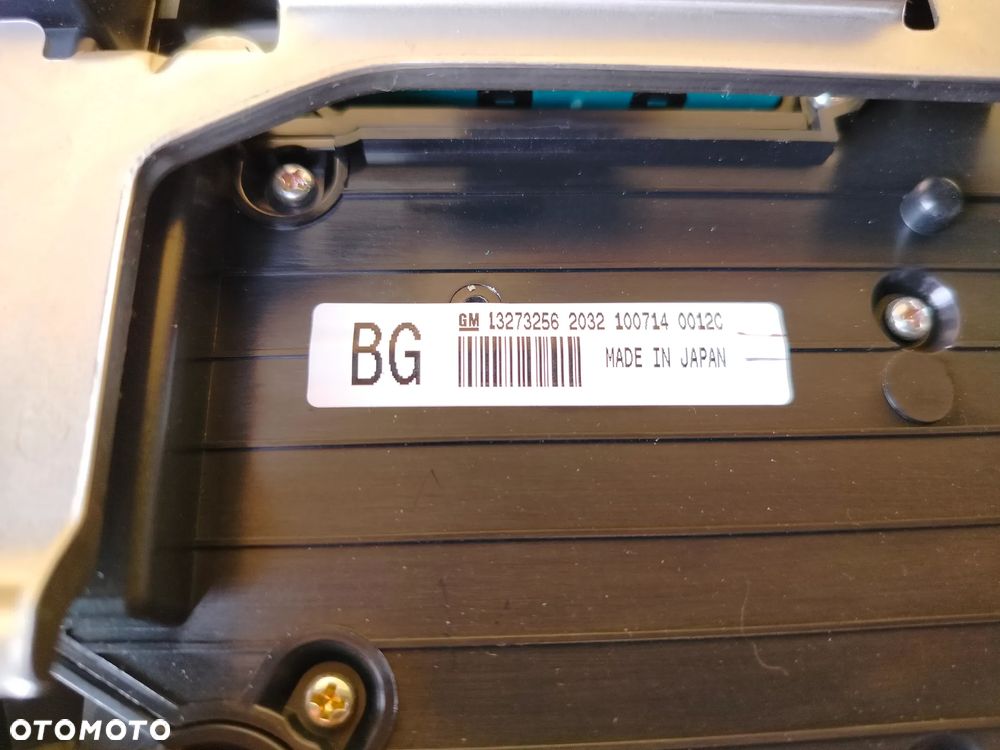 BG
GM 13273256 2032 100714 0012C
MADE IN JAPAN
OTOMOTO